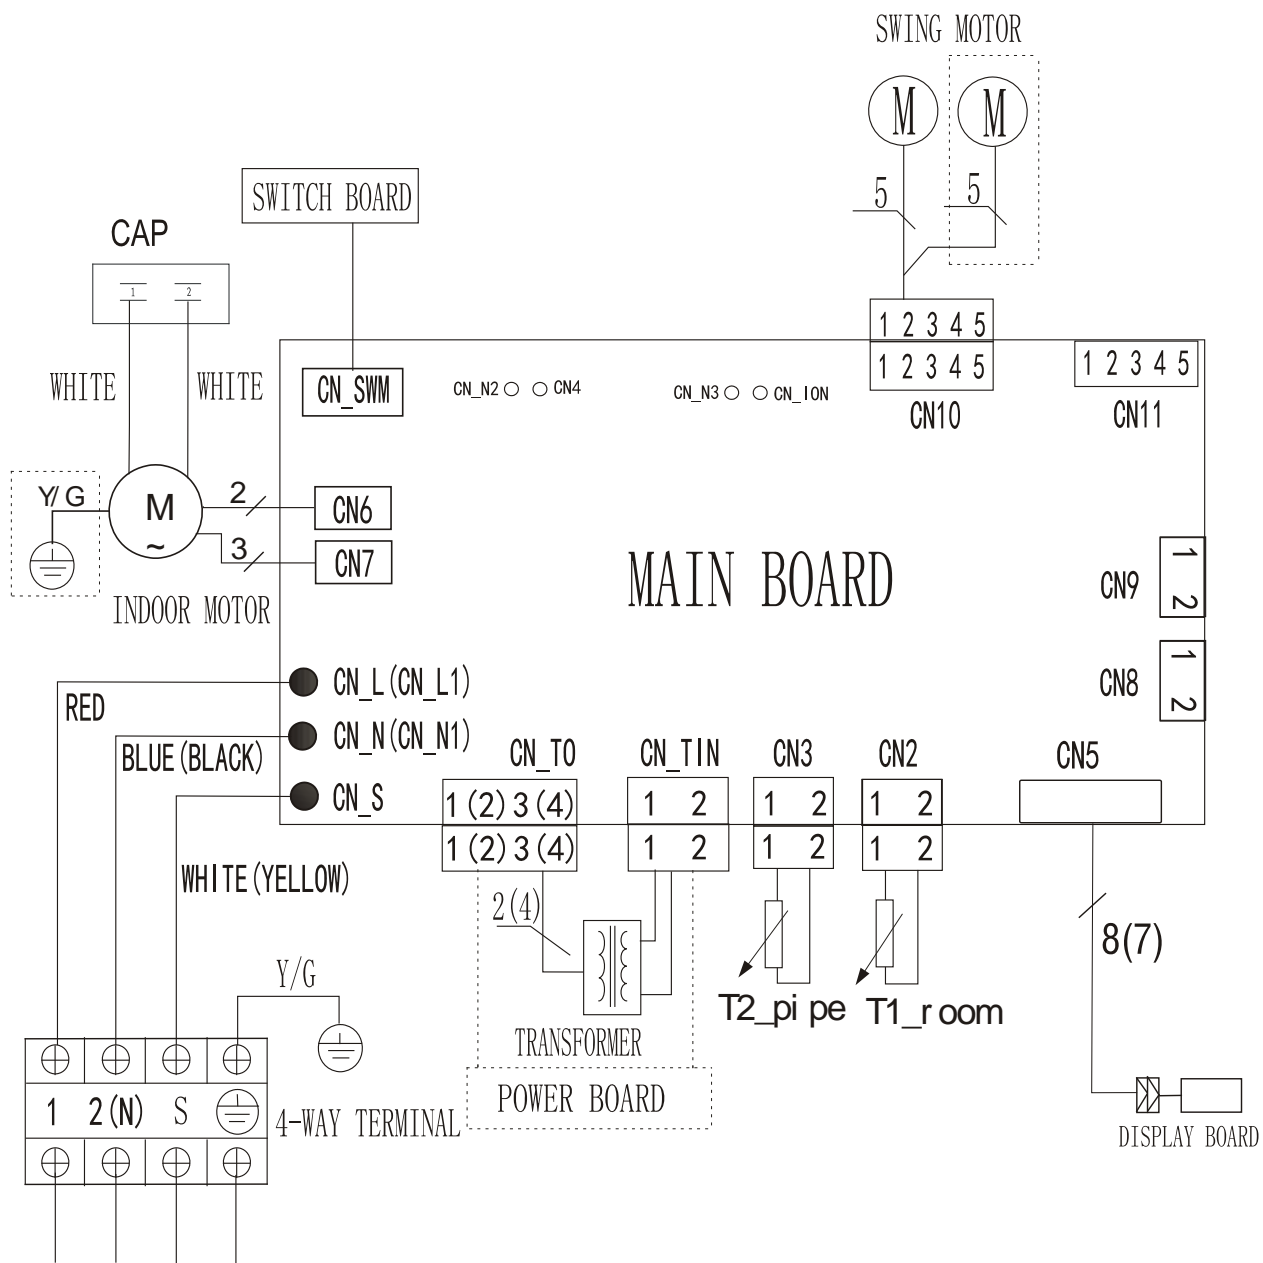 SWING MOTOR
M M
5 5
SWITCH BOARD
CAP
1 2
WHITE WHITE
1 2 3 4 5
1 2 3 4 5
CN10
1 2 3 4 5
CN11
CN_SWM
CN_N2 CN4
CN_N3 CN_ION
Y/G
M
~
2
CN6
3
CN7
INDOOR MOTOR
MAIN BOARD
CN9
1 2
CN8
1 2
CN_L(CN_L1)
RED
CN_N(CN_N1)
BLUE(BLACK)
CN_S
WHITE(YELLOW)
CN_TO
1(2)3(4)
1(2)3(4)
CN_TIN
1 2
1 2
CN3
1 2
1 2
CN2
1 2
1 2
CN5
2(4)
8(7)
T2_pipe
T1_room
TRANSFORMER
POWER BOARD
Y/G
1 2(N) S
4-WAY TERMINAL
DISPLAY BOARD